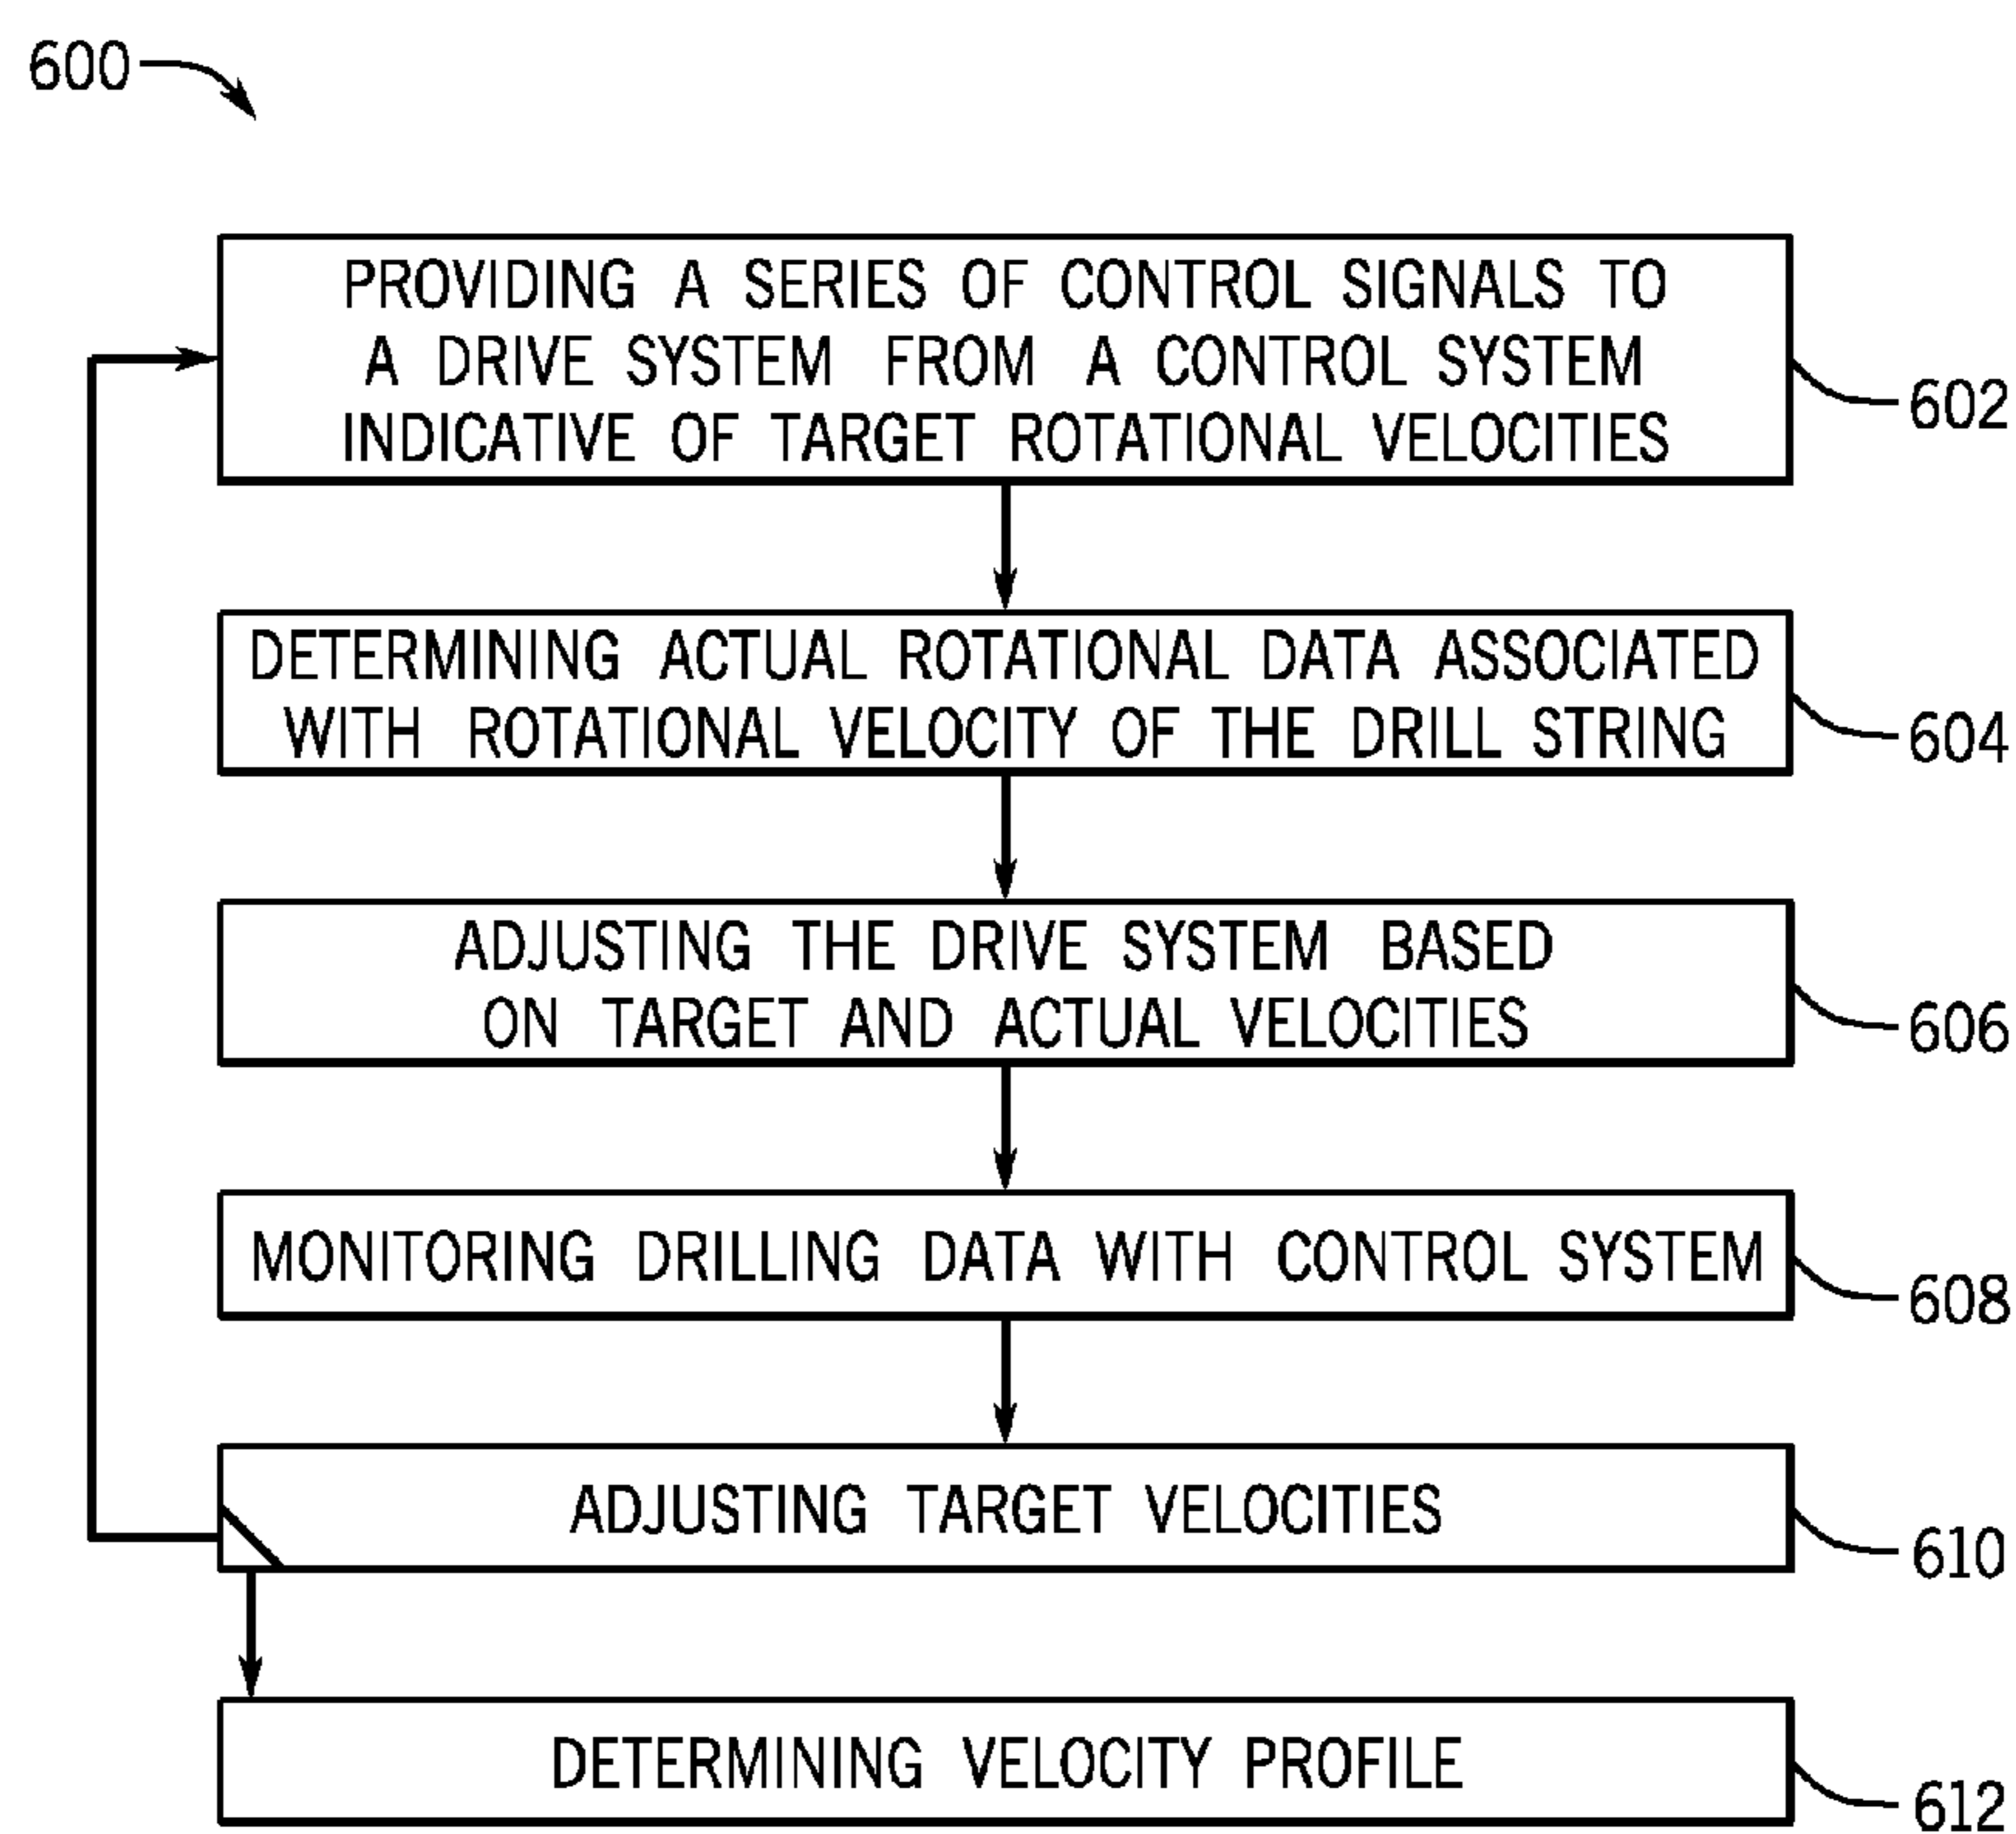 600
PROVIDING A SERIES OF CONTROL SIGNALS TO
A DRIVE SYSTEM FROM A CONTROL SYSTEM
INDICATIVE OF TARGET ROTATIONAL VELOCITIES
602
DETERMINING ACTUAL ROTATIONAL DATA ASSOCIATED
WITH ROTATIONAL VELOCITY OF THE DRILL STRING
604
ADJUSTING THE DRIVE SYSTEM BASED
ON TARGET AND ACTUAL VELOCITIES
606
MONITORING DRILLING DATA WITH CONTROL SYSTEM
608
ADJUSTING TARGET VELOCITIES
610
DETERMINING VELOCITY PROFILE
612